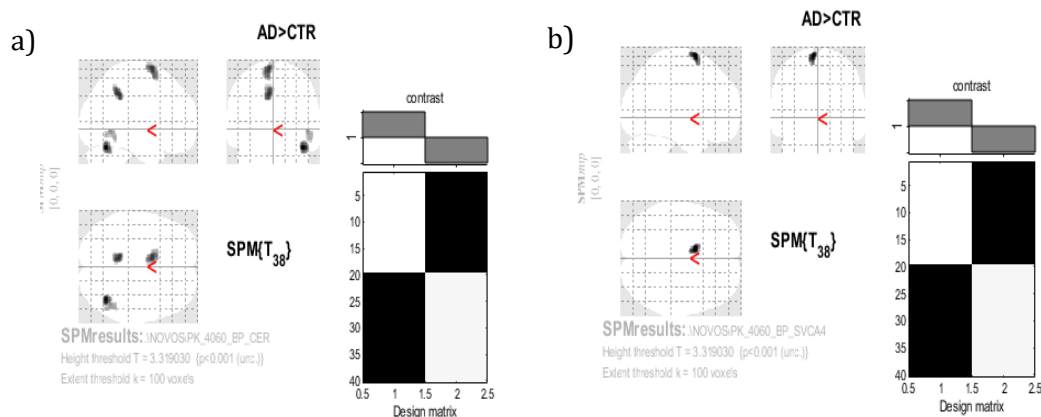 a)
AD>CTR
contrast
1
[0, 0, 0]
SPM{T38}
5
10
15
20
25
30
35
40
0.5 1 1.5 2 2.5
Design matrix
SPMresults: .\NOVOS\PK_4060_BP_CER
Height threshold T = 3.319030 {p<0.001 (unc.)}
Extent threshold k = 100 voxels
b)
AD>CTR
contrast
1
SPMmip
[0, 0, 0]
SPM{T38}
5
10
15
20
25
30
35
40
0.5 1 1.5 2 2.5
Design matrix
SPMresults: .\NOVOS\PK_4060_BP_SVCA4
Height threshold T = 3.319030 {p<0.001 (unc.)}
Extent threshold k = 100 voxels